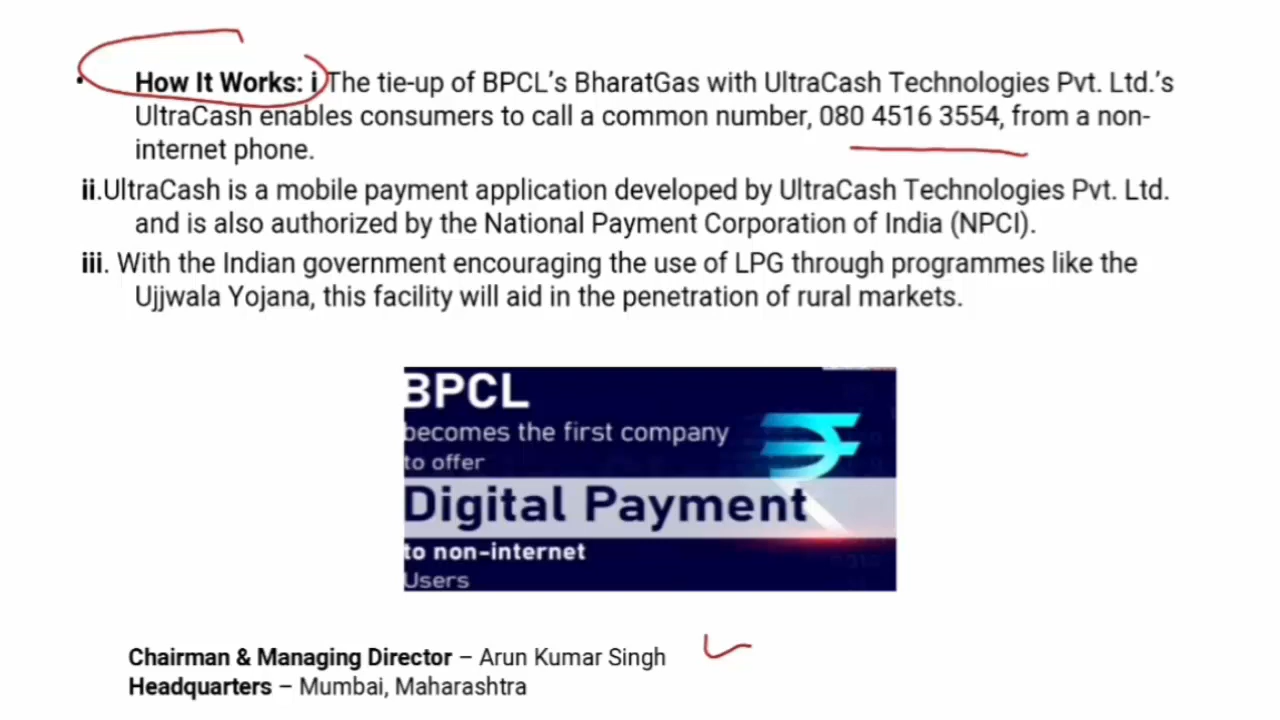 • How It Works: i The tie-up of BPCL’s BharatGas with UltraCash Technologies Pvt. Ltd.’s
UltraCash enables consumers to call a common number, 080 4516 3554, from a non-
internet phone.
ii.UltraCash is a mobile payment application developed by UltraCash Technologies Pvt. Ltd.
and is also authorized by the National Payment Corporation of India (NPCI).
iii. With the Indian government encouraging the use of LPG through programmes like the
Ujjwala Yojana, this facility will aid in the penetration of rural markets.
BPCL
becomes the first company
to offer
Digital Payment
to non-internet
Users
Chairman & Managing Director – Arun Kumar Singh
Headquarters – Mumbai, Maharashtra